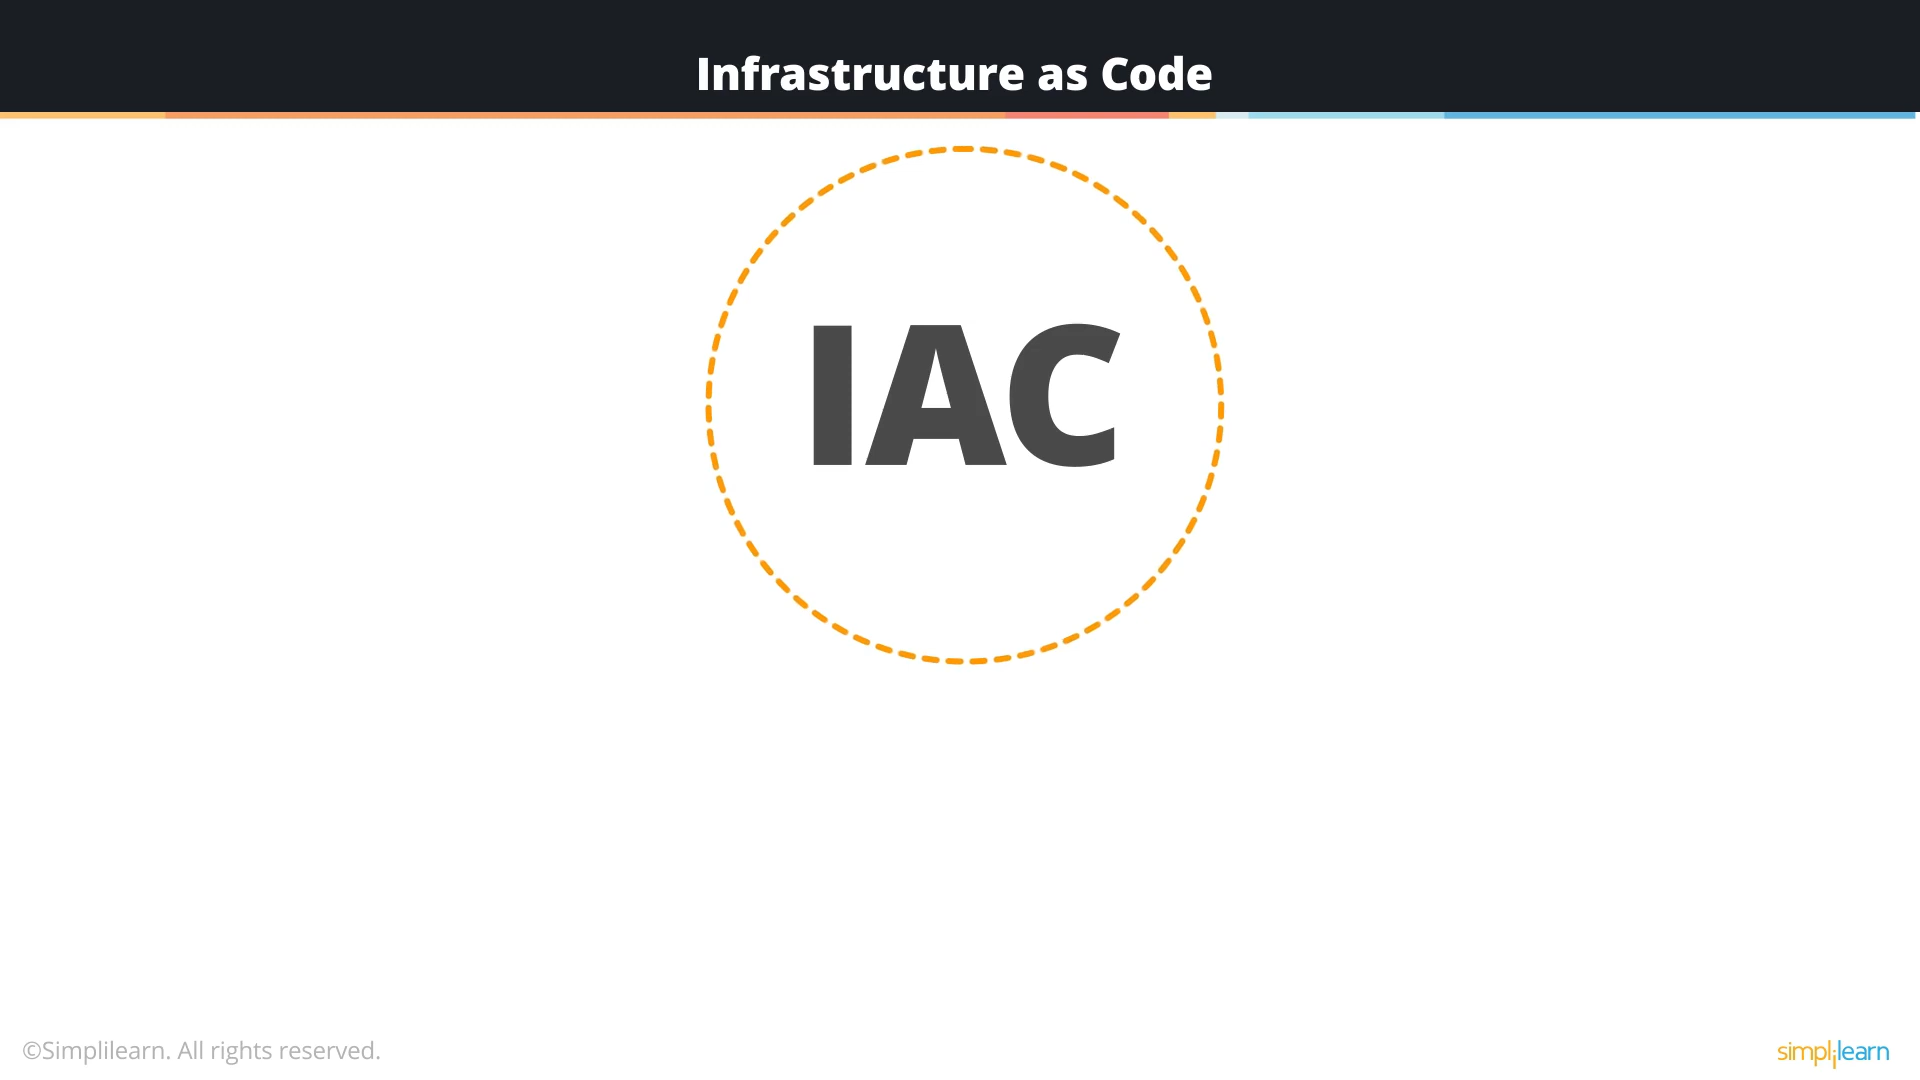 Infrastructure as Code
IAC
©Simplilearn. All rights reserved.
simplilearn